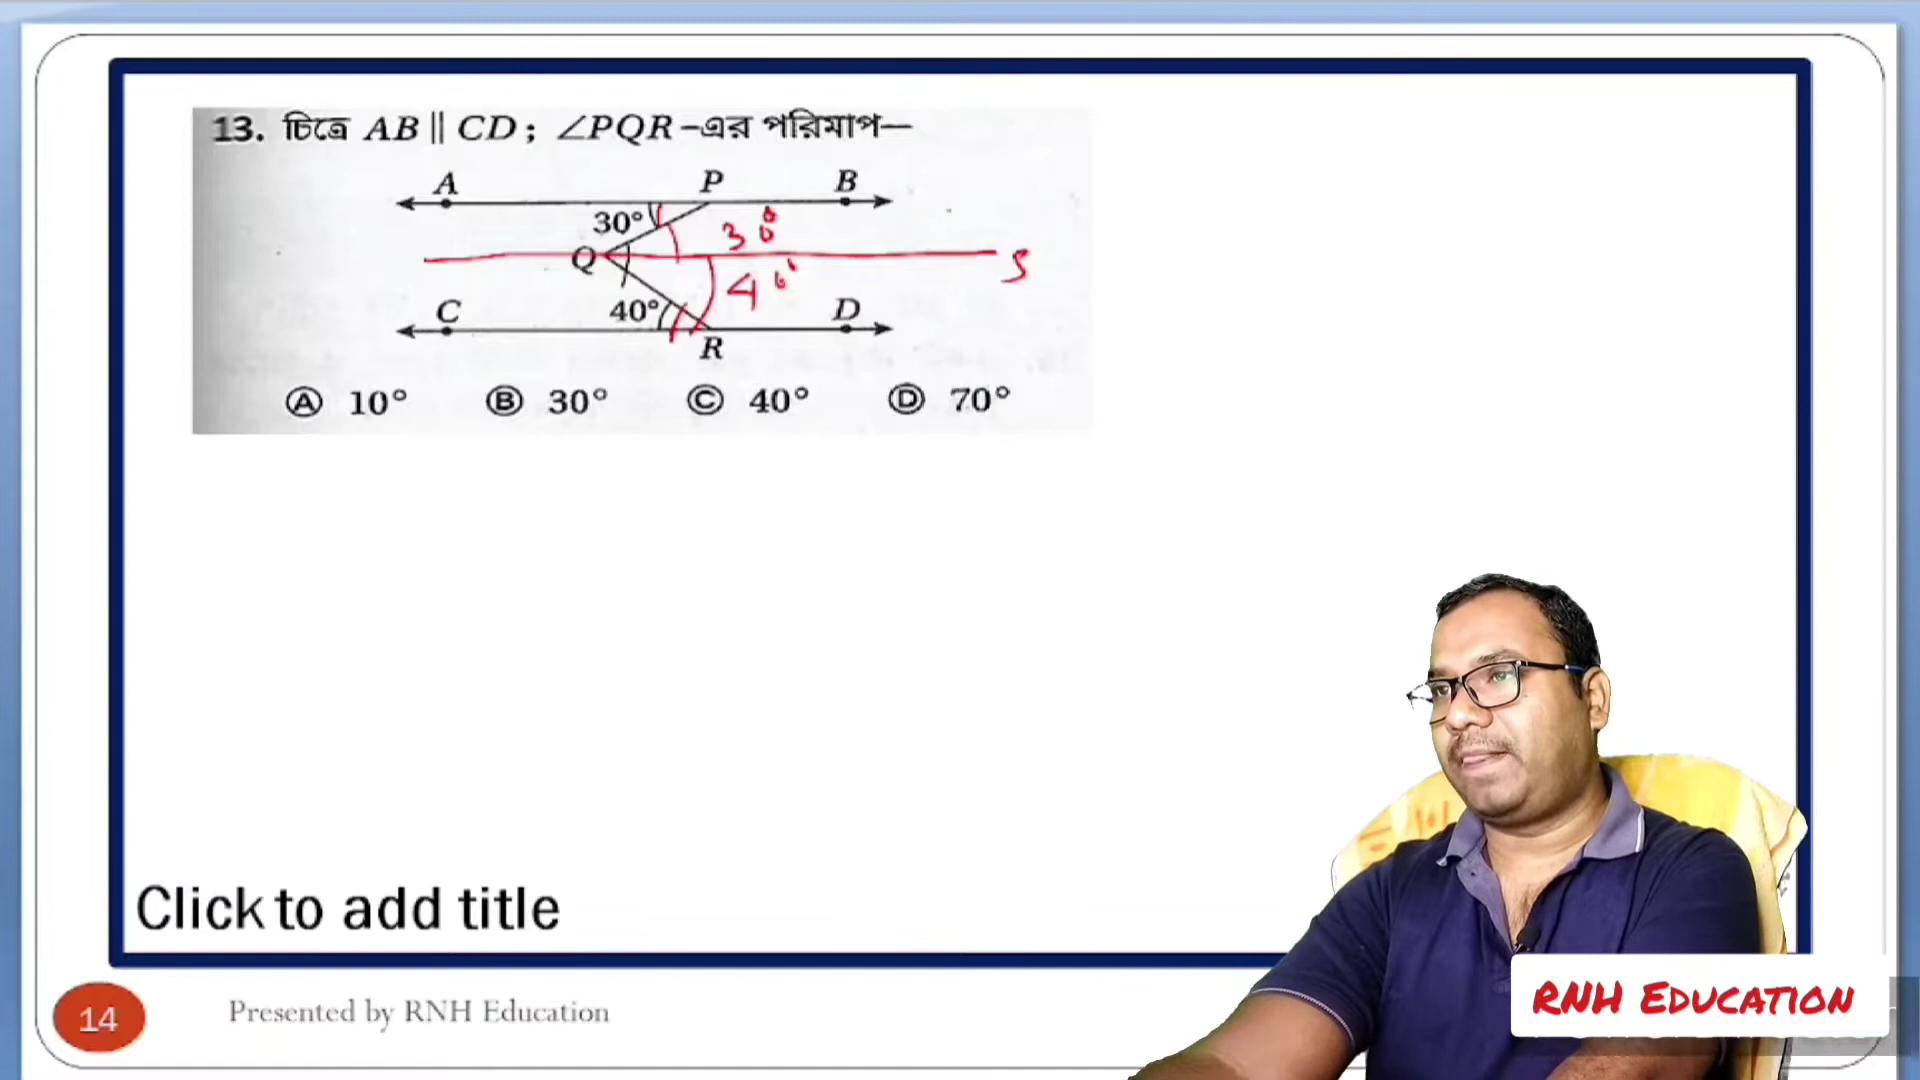 13. চিত্রে AB || CD ; ∠PQR-এর পরিমাপ—
A P B
30°
30°
Q S
40°
40°
C D
R
Ⓐ 10° Ⓑ 30° Ⓒ 40° Ⓓ 70°
Click to add title
14 Presented by RNH Education
RNH EDUCATION